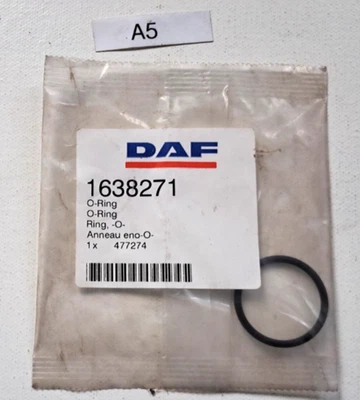 A5
DAF
1638271
O-Ring
O-Ring
Ring, -O-
Anneau eno-O-
1x 477274